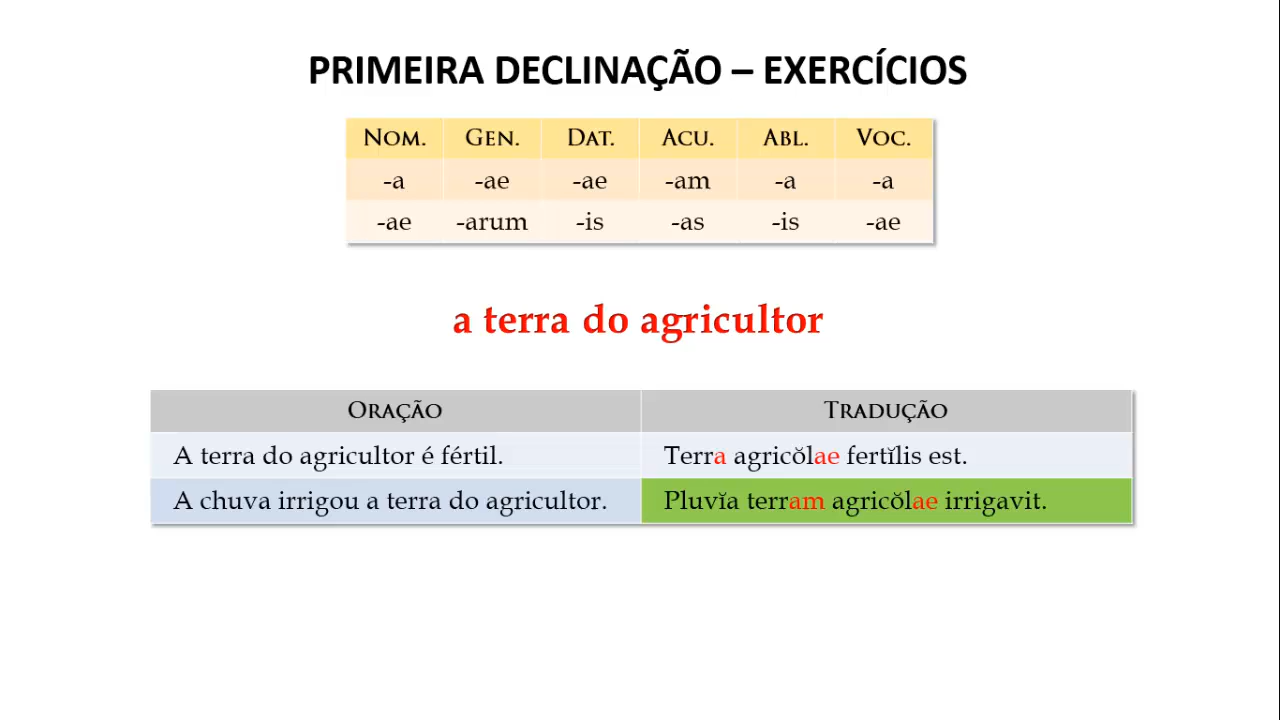 PRIMEIRA DECLINAÇÃO – EXERCÍCIOS
NOM. GEN. DAT. ACU. ABL. VOC.
-a -ae -ae -am -a -a
-ae -arum -is -as -is -ae
a terra do agricultor
ORAÇÃO TRADUÇÃO
A terra do agricultor é fértil. Terra agricŏlae fertĭlis est.
A chuva irrigou a terra do agricultor. Pluvĭa terram agricŏlae irrigavit.